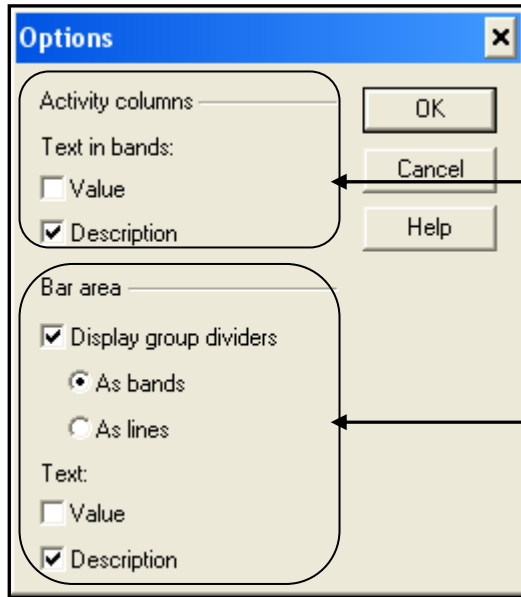 Options
Activity columns
OK
Text in bands:
Cancel
Value
Description
Help
Bar area
Display group dividers
As bands
As lines
Text:
Value
Description